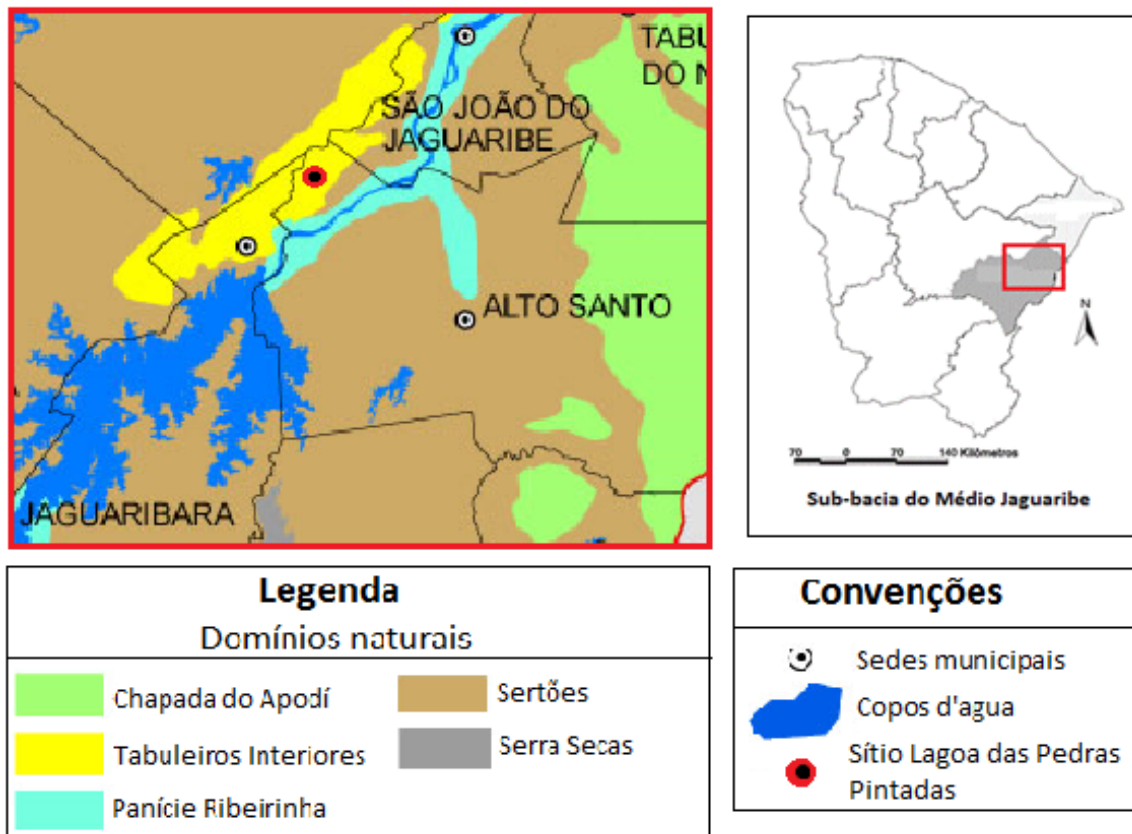 TABU
DO N
SÃO JOÃO DO
JAGUARIBE
ALTO SANTO
JAGUARIBARA
N
70 0 70 140 Kilômetros
Sub-bacia do Médio Jaguaribe
Legenda
Domínios naturais
Chapada do Apodí
Sertões
Tabuleiros Interiores
Serra Secas
Panície Ribeirinha
Convenções
Sedes municipais
Copos d'agua
Sítio Lagoa das Pedras
Pintadas